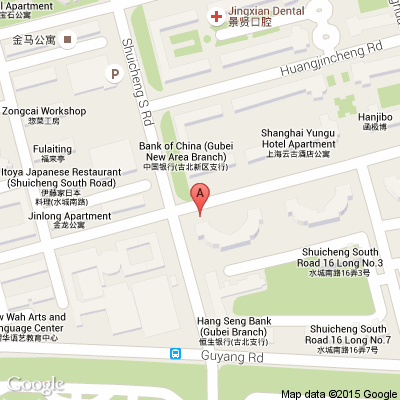 l Apartment
宝石公寓
Jingxian Dental
景贤口腔
金马公寓
Shuicheng S Rd
Huangjincheng Rd
P
Zongcai Workshop
惣菜工房
Hanjibo
函极博
Shanghai Yungu
Hotel Apartment
上海云古酒店公寓
Fulaiting
福来亭
Bank of China (Gubei
New Area Branch)
中国银行(古北新区支行)
Itoya Japanese Restaurant
(Shuicheng South Road)
伊藤家日本
料理(水城南路)
A
Jinlong Apartment
金龙公寓
Shuicheng South
Road 16 Long No.3
水城南路16弄3号
w Wah Arts and
nguage Center
华语艺教育中心
Hang Seng Bank
(Gubei Branch)
恒生银行(古北支行)
Shuicheng South
Road 16 Long No.7
水城南路16弄7号
Guyang Rd
Map data ©2015 Google